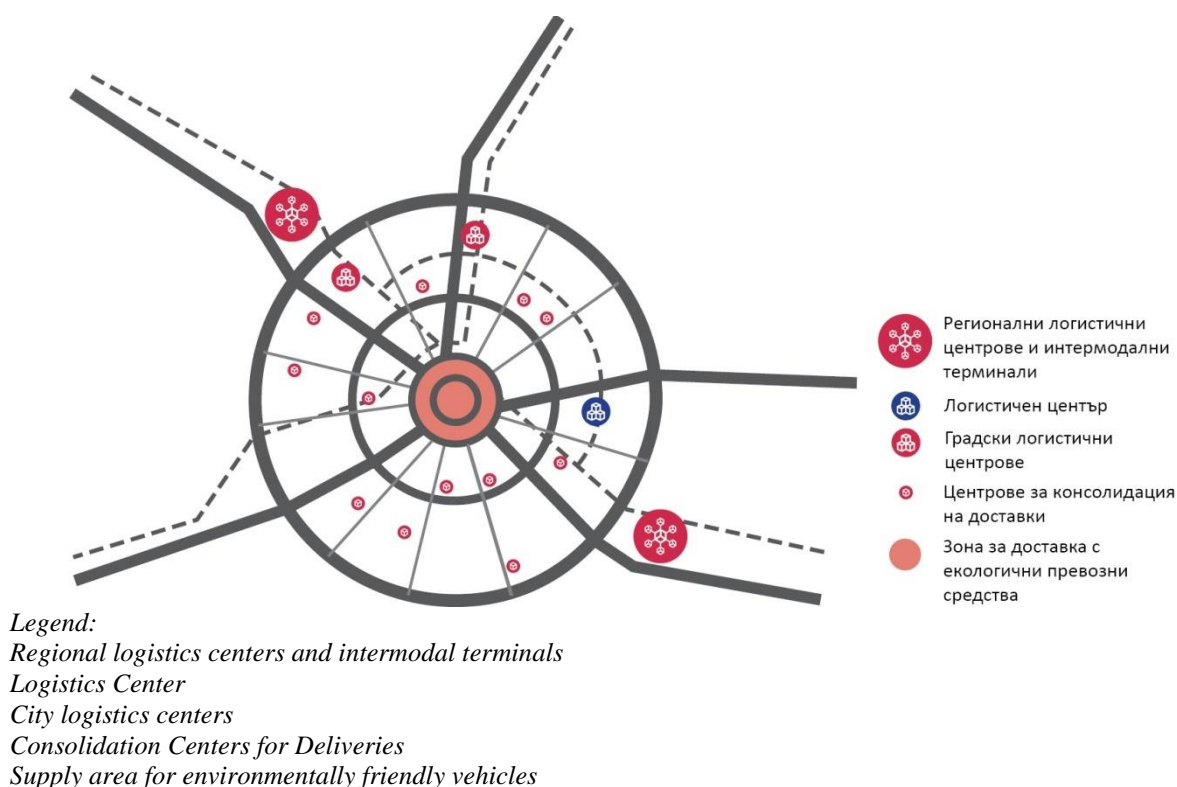 Регионални логистични
центрове и интермодални
терминали
Логистичен център
Градски логистични
центрове
Центрове за консолидация
на доставки
Зона за доставка с
екологични превозни
средства
Legend:
Regional logistics centers and intermodal terminals
Logistics Center
City logistics centers
Consolidation Centers for Deliveries
Supply area for environmentally friendly vehicles